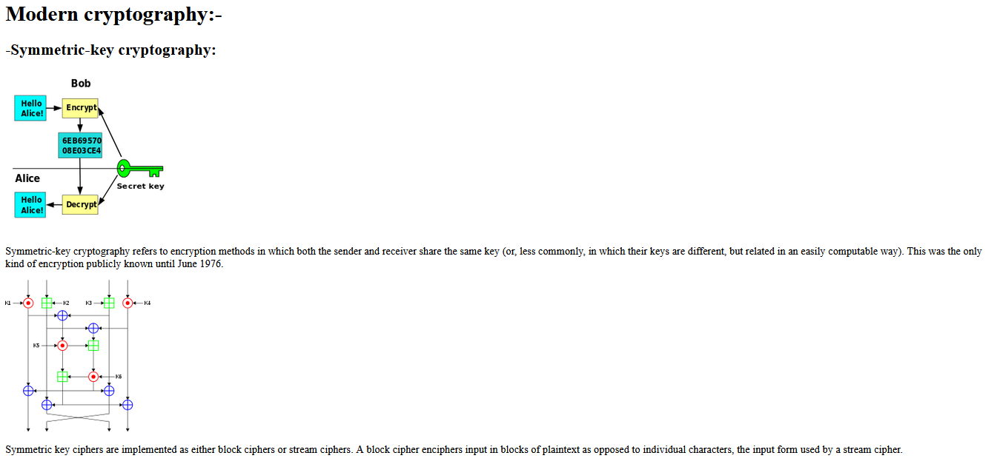 Modern cryptography:-
-Symmetric-key cryptography:
Bob
Hello
Alice!
Encrypt
6EB69570
08E03CE4
Alice
Secret key
Hello
Alice!
Decrypt
Symmetric-key cryptography refers to encryption methods in which both the sender and receiver share the same key (or, less commonly, in which their keys are different, but related in an easily computable way). This was the only
kind of encryption publicly known until June 1976.
K1 K2 K3 K4
K5
K6
Symmetric key ciphers are implemented as either block ciphers or stream ciphers. A block cipher enciphers input in blocks of plaintext as opposed to individual characters, the input form used by a stream cipher.